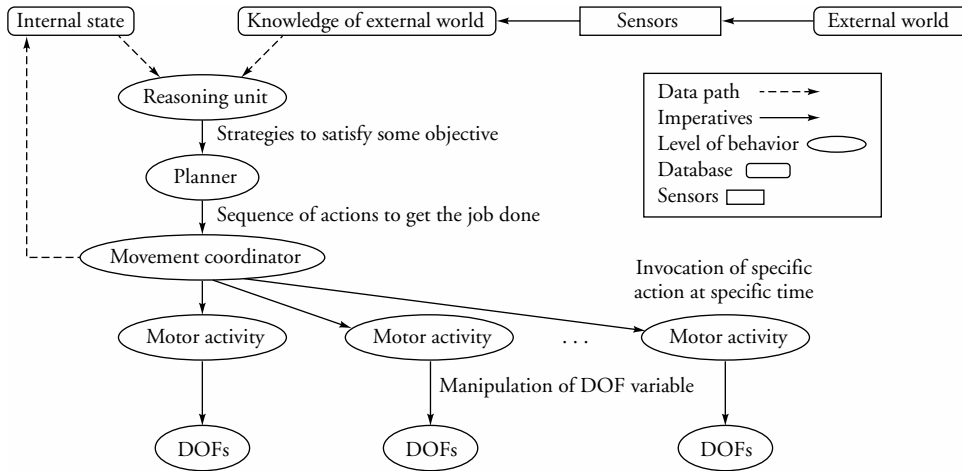 Internal state
Knowledge of external world
Sensors
External world
Reasoning unit
Strategies to satisfy some objective
Planner
Sequence of actions to get the job done
Movement coordinator
Data path
Imperatives
Level of behavior
Database
Sensors
Invocation of specific
action at specific time
Motor activity
Motor activity
. . .
Motor activity
Manipulation of DOF variable
DOFs
DOFs
DOFs